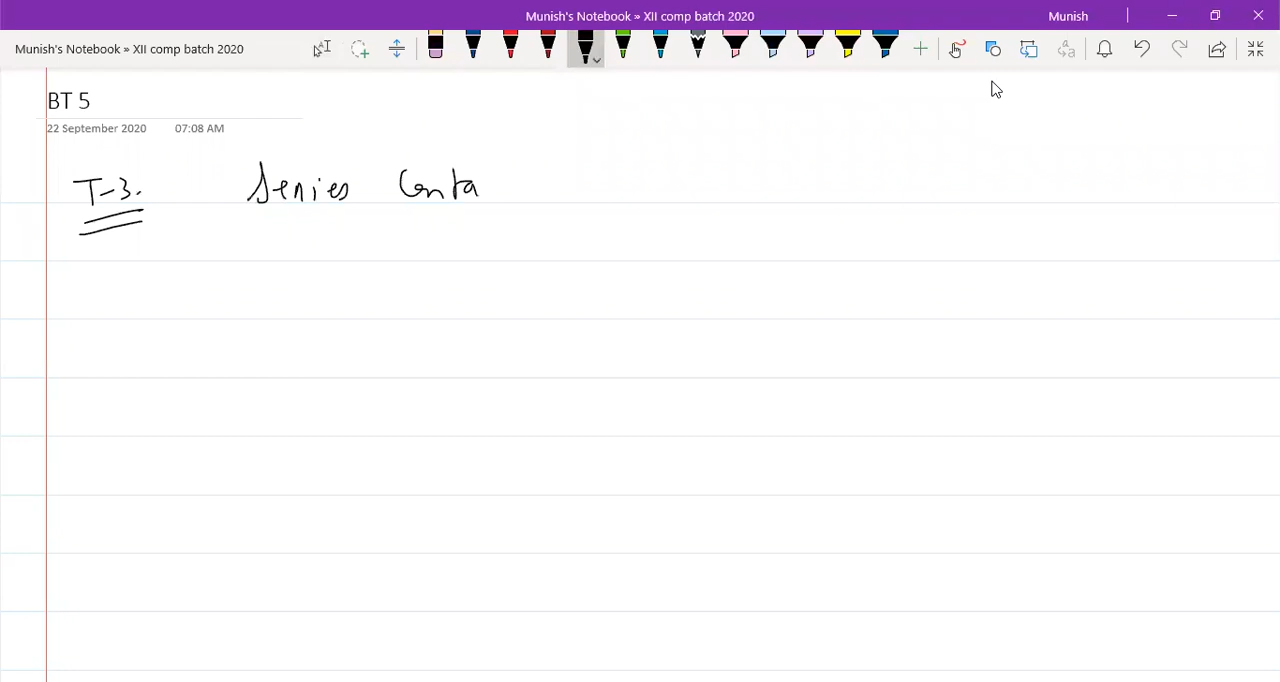 Munish's Notebook » XII comp batch 2020
Munish
Munish's Notebook » XII comp batch 2020
BT 5
22 September 2020 07:08 AM
T-3. Series Conta